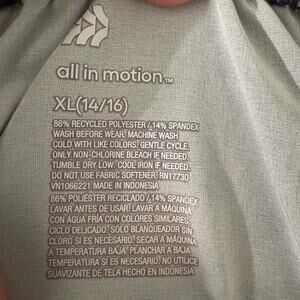 all in motion™
XL(14/16)
86% RECYCLED POLYESTER / 14% SPANDEX
WASH BEFORE WEAR. MACHINE WASH
COLD WITH LIKE COLORS. GENTLE CYCLE.
ONLY NON-CHLORINE BLEACH IF NEEDED.
TUMBLE DRY LOW. COOL IRON IF NEEDED.
DO NOT USE FABRIC SOFTENER. RN17730
VN1066221 MADE IN INDONESIA
86% POLIÉSTER RECICLADO / 14% SPANDEX
LAVAR ANTES DE USAR. LAVAR A MÁQUINA
CON AGUA FRÍA CON COLORES SIMILARES.
CICLO DELICADO. SÓLO BLANQUEADOR SIN
CLORO SI ES NECESARIO. SECAR A MÁQUINA
A BAJA TEMPERATURA. PLANCHAR A BAJA
TEMPERATURA SI ES NECESARIO. NO UTILICE
SUAVIZANTE DE TELA HECHO EN INDONESIA